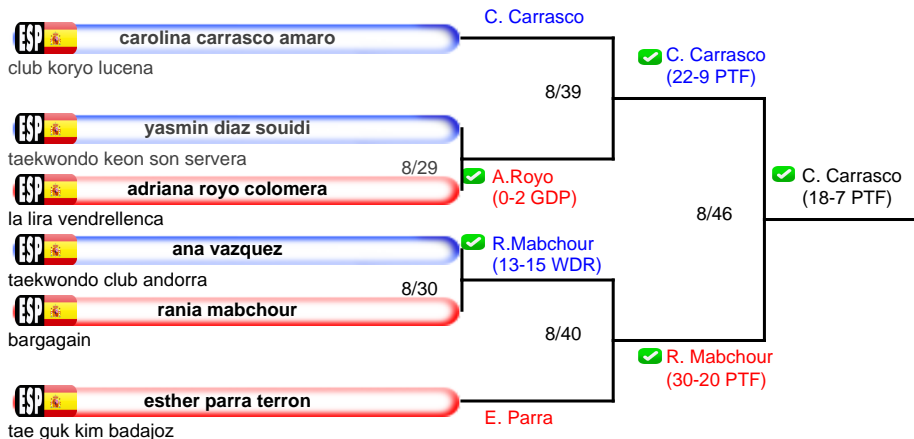 C. Carrasco
ESP carolina carrasco amaro
club koryo lucena
C. Carrasco
(22-9 PTF)
8/39
ESP yasmin diaz souidi
taekwondo keon son servera
8/29
ESP adriana royo colomera
A.Royo
(0-2 GDP)
la lira vendrellenca
C. Carrasco
(18-7 PTF)
8/46
ESP ana vazquez
R.Mabchour
(13-15 WDR)
taekwondo club andorra
8/30
ESP rania mabchour
bargagain
8/40
R. Mabchour
(30-20 PTF)
ESP esther parra terron
E. Parra
tae guk kim badajoz